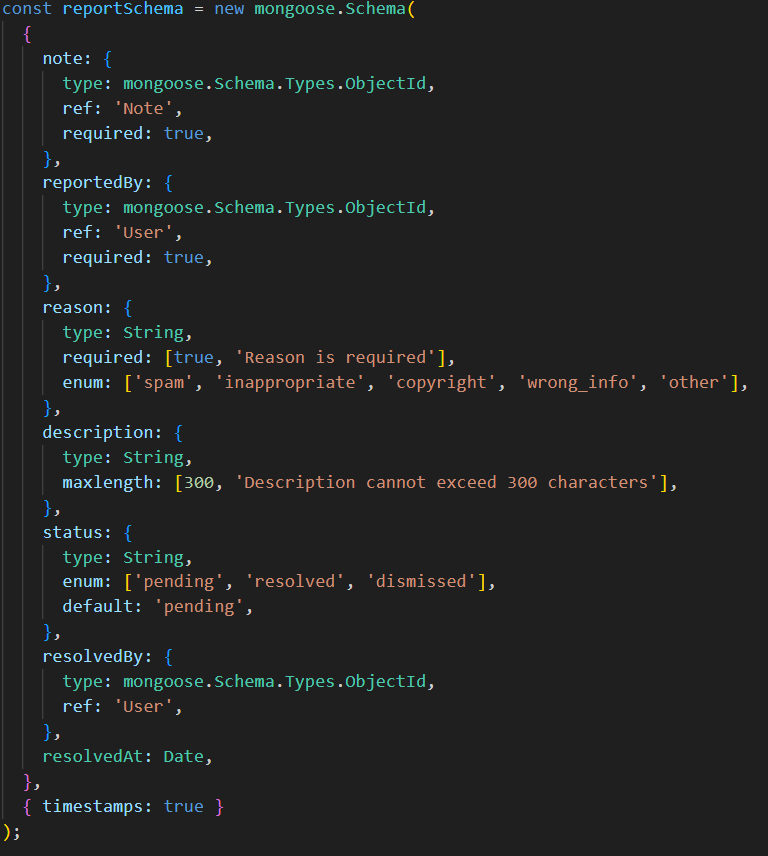 const reportSchema = new mongoose.Schema(
  {
    note: {
      type: mongoose.Schema.Types.ObjectId,
      ref: 'Note',
      required: true,
    },
    reportedBy: {
      type: mongoose.Schema.Types.ObjectId,
      ref: 'User',
      required: true,
    },
    reason: {
      type: String,
      required: [true, 'Reason is required'],
      enum: ['spam', 'inappropriate', 'copyright', 'wrong_info', 'other'],
    },
    description: {
      type: String,
      maxlength: [300, 'Description cannot exceed 300 characters'],
    },
    status: {
      type: String,
      enum: ['pending', 'resolved', 'dismissed'],
      default: 'pending',
    },
    resolvedBy: {
      type: mongoose.Schema.Types.ObjectId,
      ref: 'User',
    },
    resolvedAt: Date,
  },
  { timestamps: true }
);